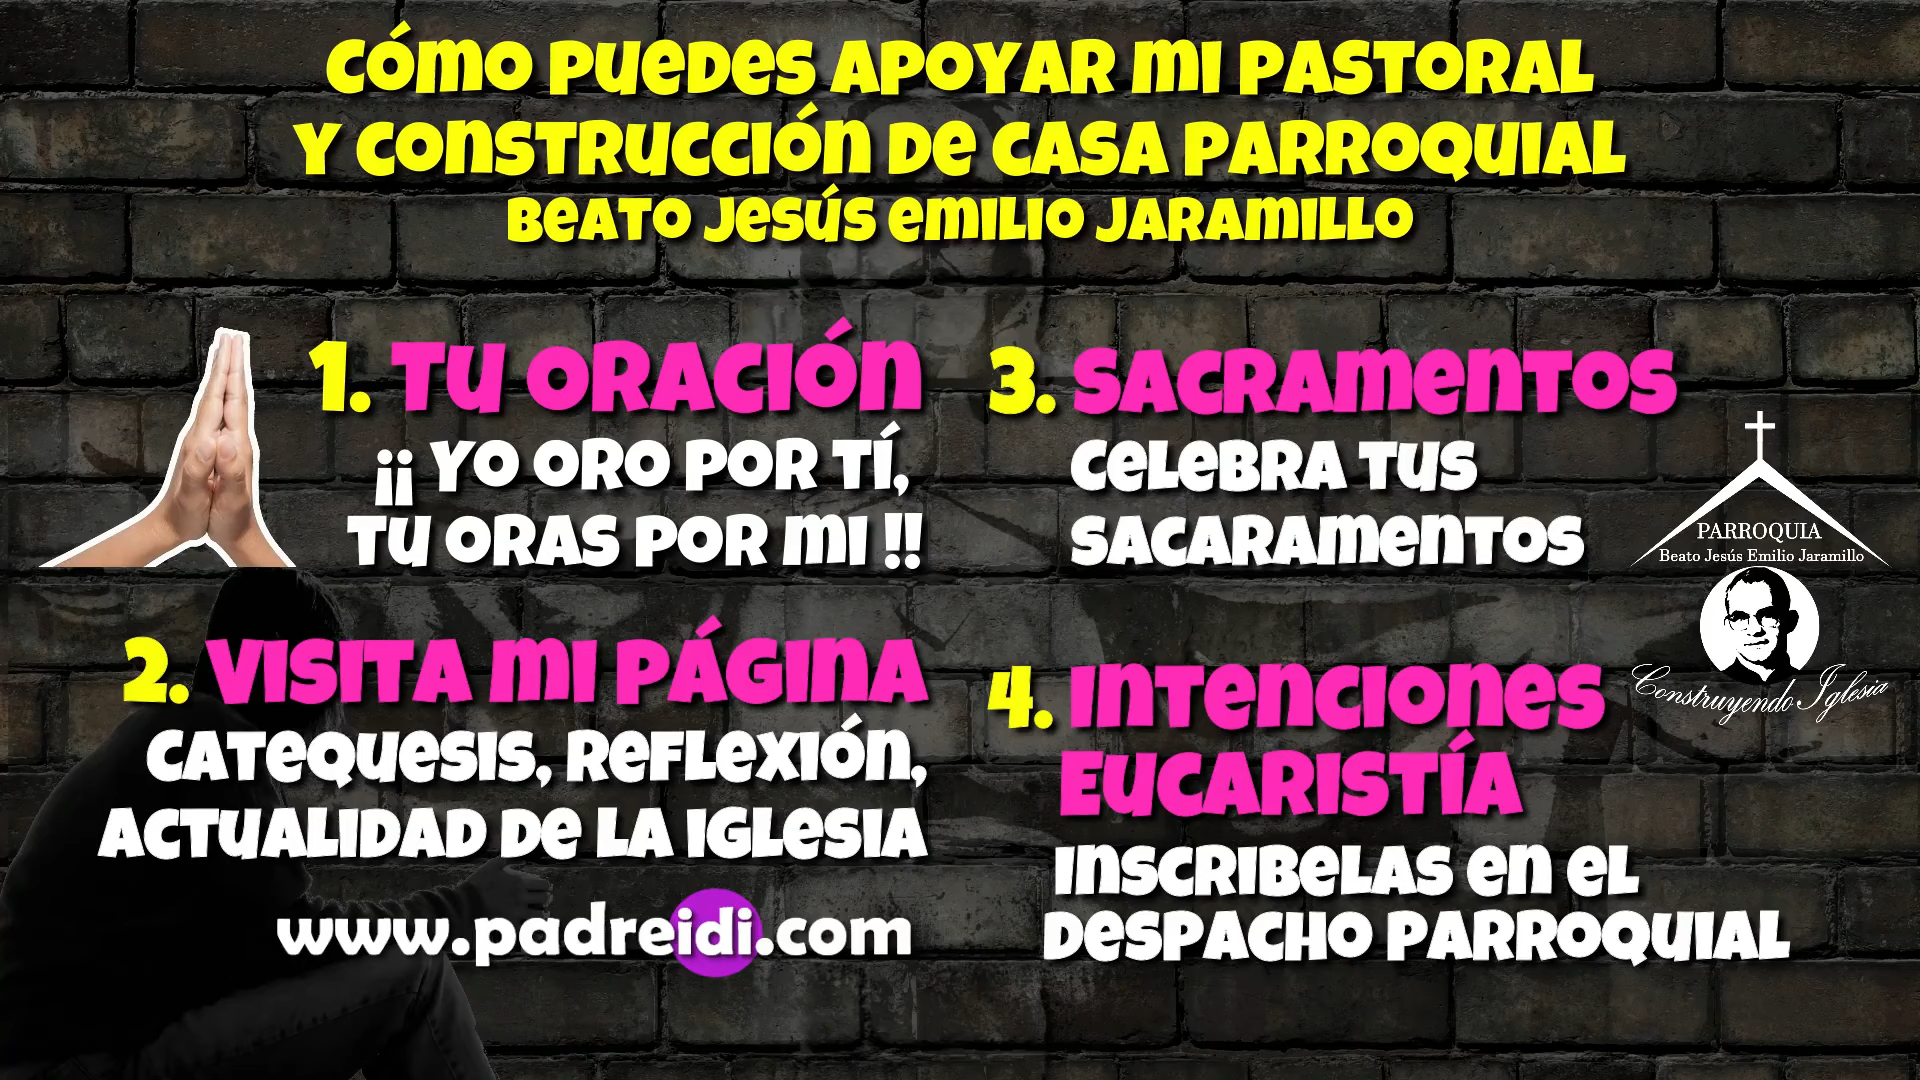 CÓMO PUEDES APOYAR MI PASTORAL
Y CONSTRUCCIÓN DE CASA PARROQUIAL
BEATO JESÚS EMILIO JARAMILLO
1. TU ORACIÓN
¡¡ YO ORO POR TÍ,
TU ORAS POR MI !!
2. VISITA MI PÁGINA
CATEQUESIS, REFLEXIÓN,
ACTUALIDAD DE LA IGLESIA
www.padreidi.com
3. SACRAMENTOS
CELEBRA TUS
SACARAMENTOS
4. INTENCIONES
EUCARISTÍA
INSCRIBELAS EN EL
DESPACHO PARROQUIAL
PARROQUIA
Beato Jesús Emilio Jaramillo
Construyendo Iglesia